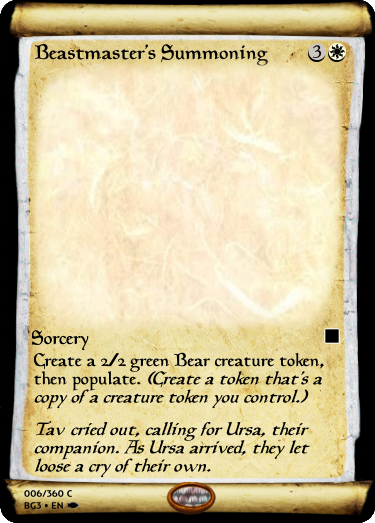 Beastmaster's Summoning 3
Sorcery
Create a 2/2 green Bear creature token,
then populate. (Create a token that's a
copy of a creature token you control.)
Tav cried out, calling for Ursa, their
companion. As Ursa arrived, they let
loose a cry of their own.
006/360 C
BG3 • EN